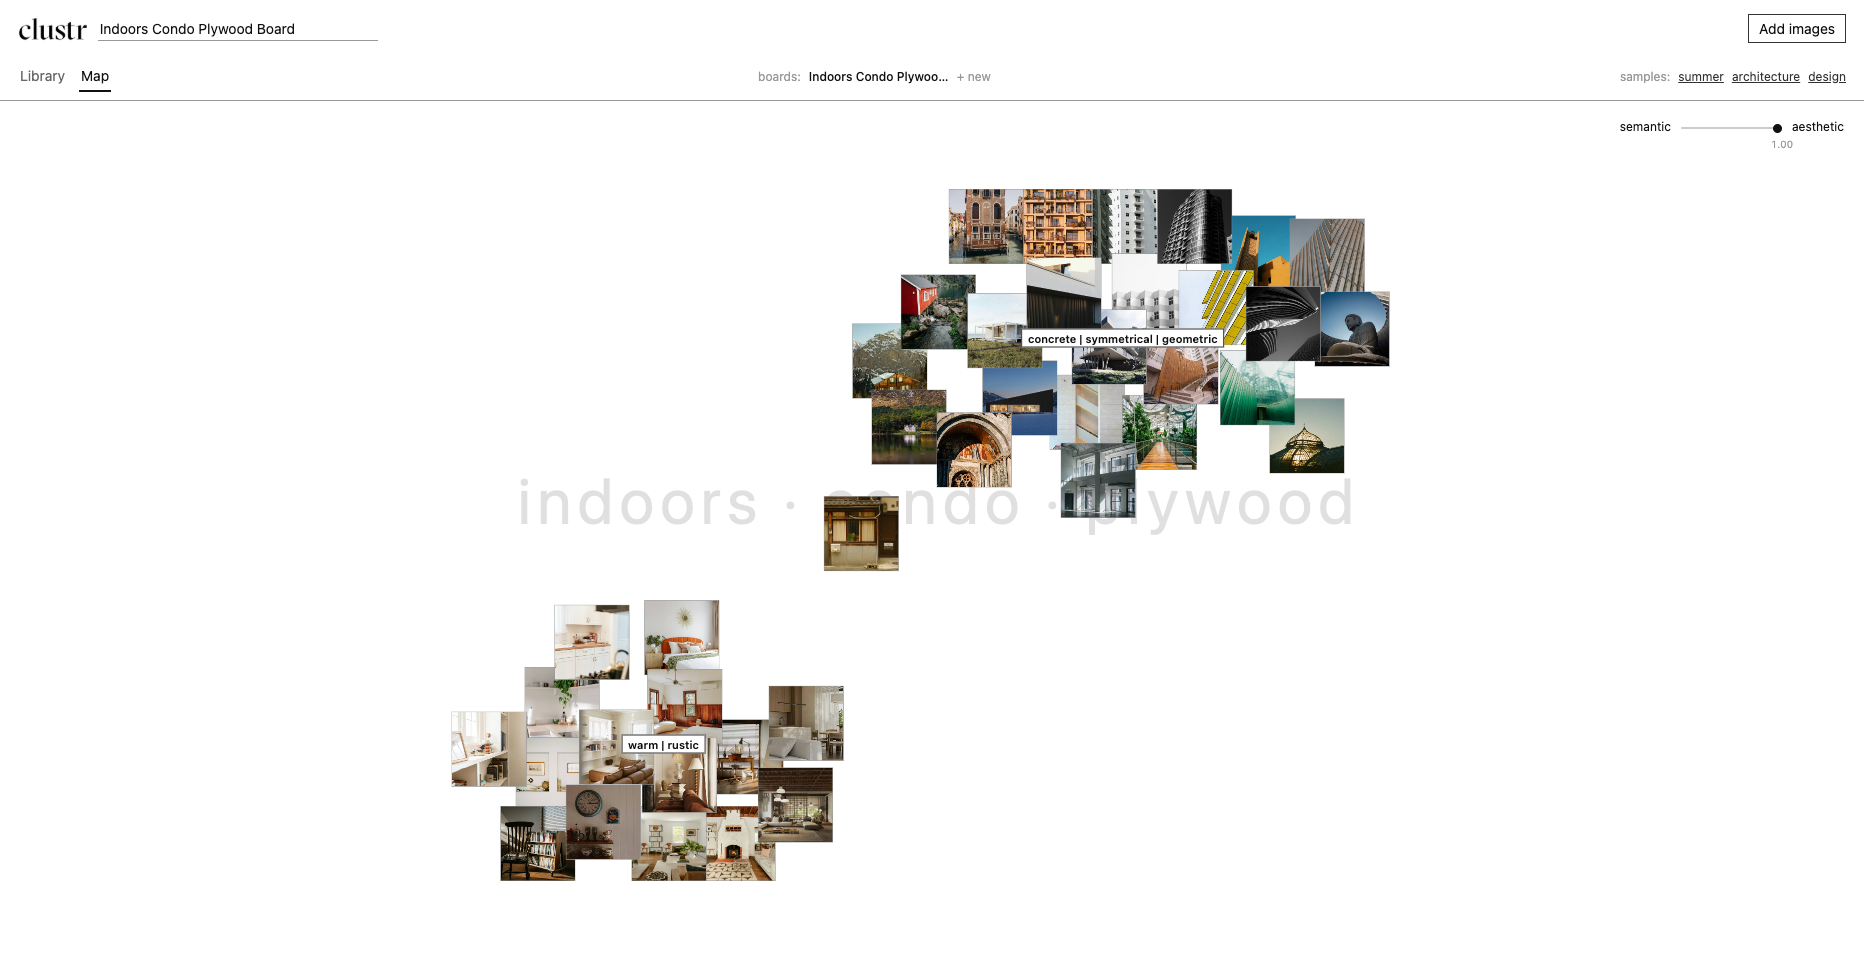 clustr
Indoors Condo Plywood Board
Add images
Library
Map
boards: Indoors Condo Plywoo... + new
samples: summer architecture design
semantic
aesthetic
1.00
concrete | symmetrical | geometric
indoors · condo · plywood
warm | rustic